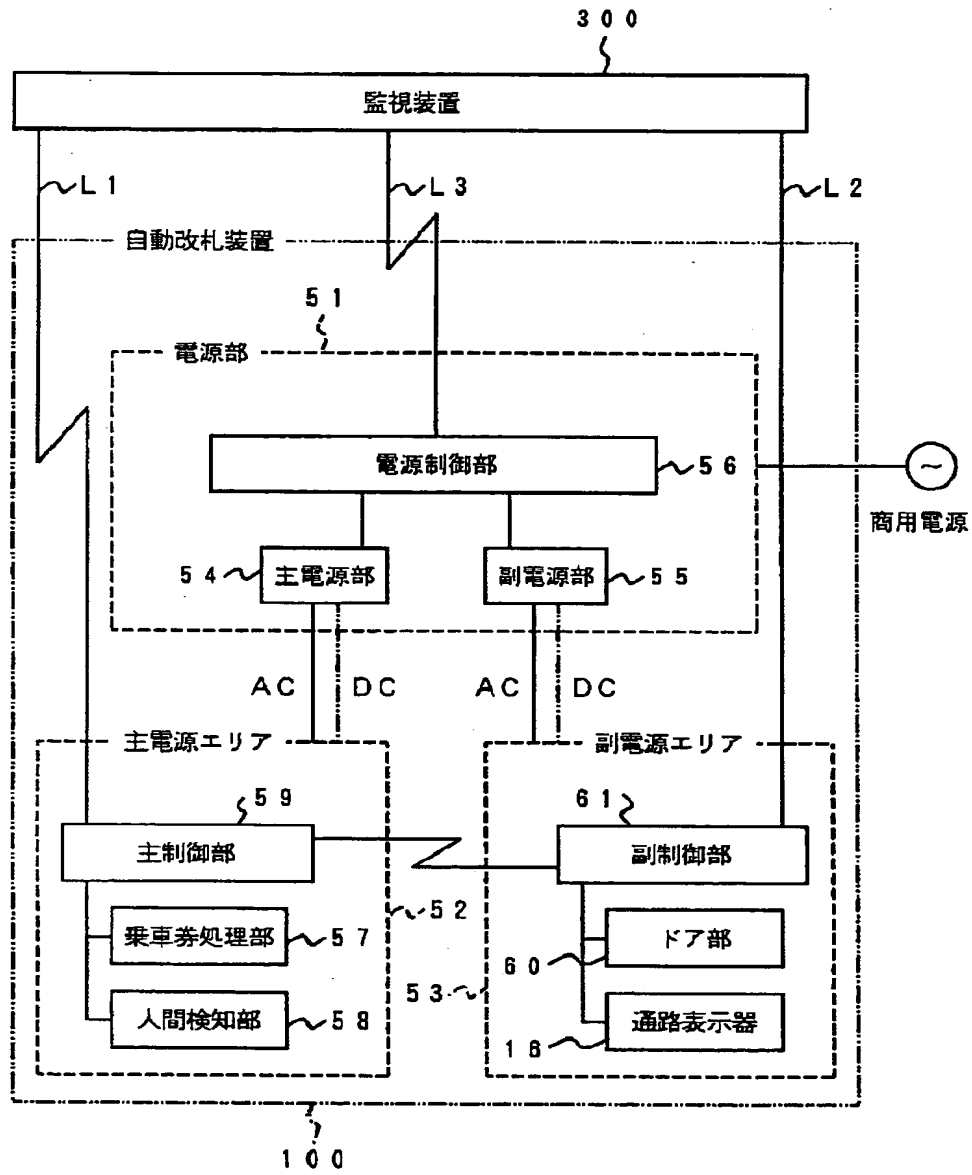 ３００
監視装置
Ｌ１
Ｌ３
Ｌ２
自動改札装置
５１
電源部
電源制御部
５６
～
商用電源
５４
主電源部
副電源部
５５
ＡＣ
ＤＣ
ＡＣ
ＤＣ
主電源エリア
副電源エリア
５９
６１
主制御部
副制御部
５２
乗車券処理部
５７
ドア部
６０
５３
人間検知部
５８
通路表示器
１６
１００